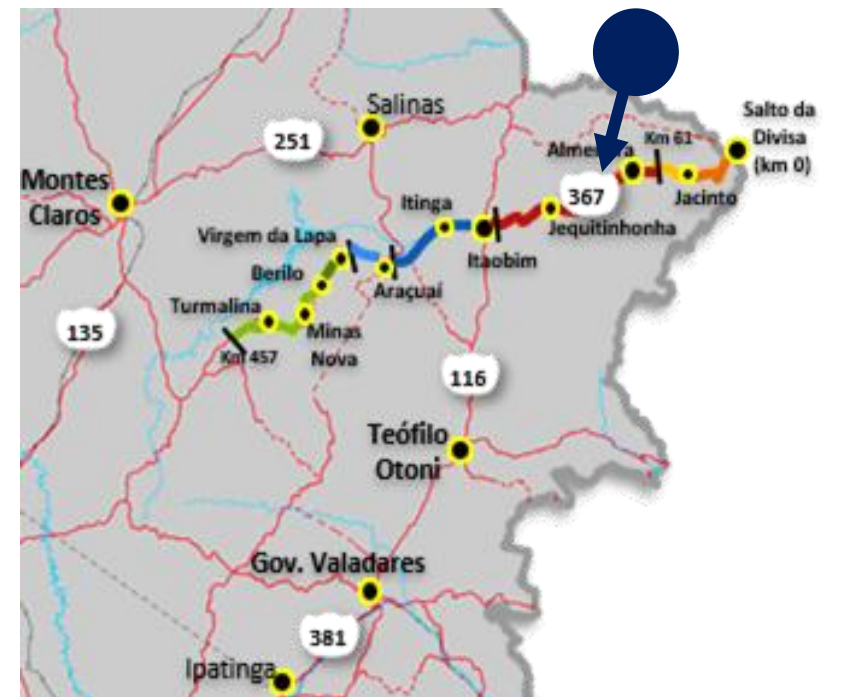 Salinas
Salto da
Divisa
(km 0)
251
Km 61
Montes
Claros
367
Jacinto
Itinga
Jequitinhonha
Virgem da Lapa
Itaobim
Berilo
Araçuaí
Turmalina
135
Minas
Nova
Km 457
116
Teófilo
Otoni
Gov. Valadares
381
Ipatinga